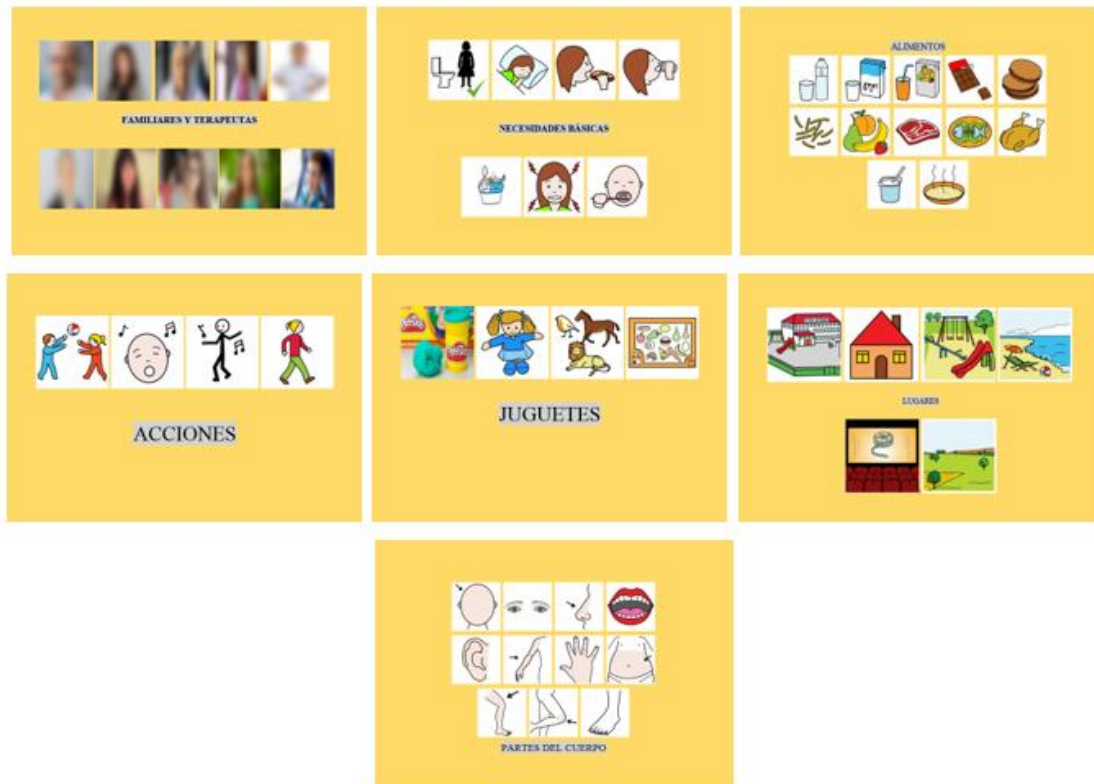 FAMILIARES Y TERAPEUTAS
NECESIDADES BÁSICAS
ALIMENTOS
ACCIONES
JUGUETES
LUGARES
PARTES DEL CUERPO